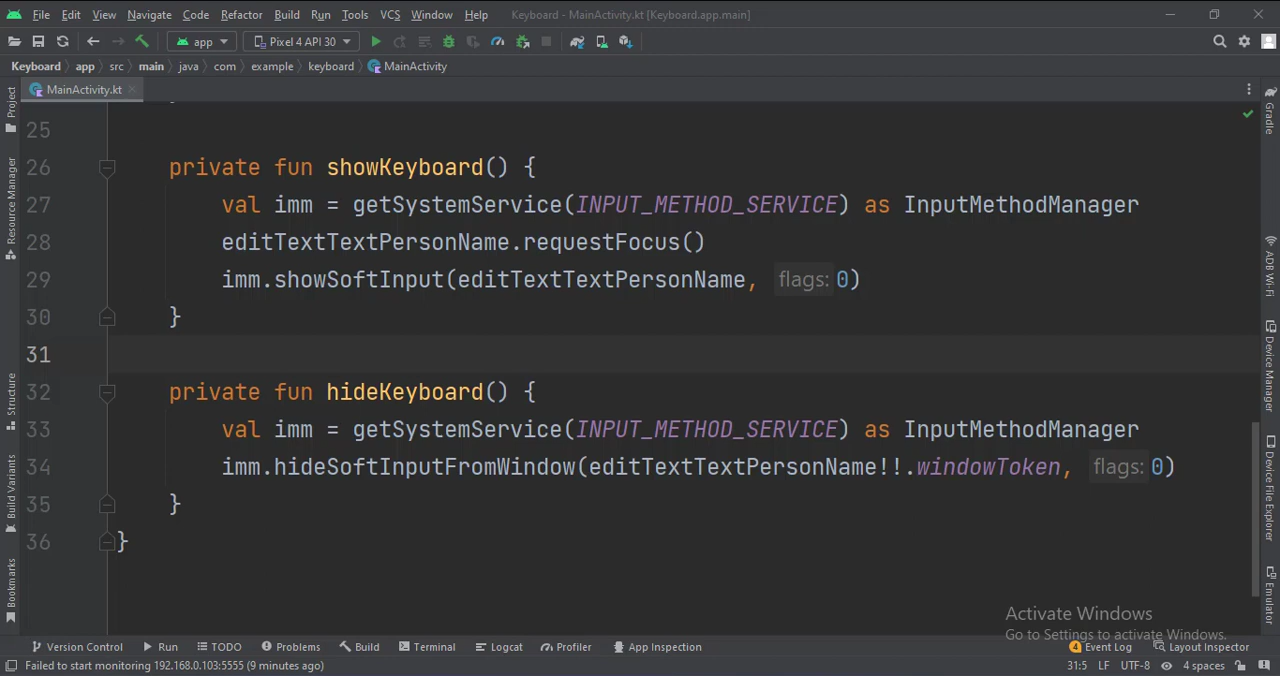 File Edit View Navigate Code Refactor Build Run Tools VCS Window Help Keyboard - MainActivity.kt [Keyboard.app.main]
app Pixel 4 API 30
Keyboard app src main java com example keyboard MainActivity
MainActivity.kt
25
26 private fun showKeyboard() {
27 val imm = getSystemService(INPUT_METHOD_SERVICE) as InputMethodManager
28 editTextTextPersonName.requestFocus()
29 imm.showSoftInput(editTextTextPersonName, flags: 0)
30 }
31
32 private fun hideKeyboard() {
33 val imm = getSystemService(INPUT_METHOD_SERVICE) as InputMethodManager
34 imm.hideSoftInputFromWindow(editTextTextPersonName!!.windowToken, flags: 0)
35 }
36 }
Project
Resource Manager
Structure
Build Variants
Bookmarks
Gradle
ADB Wi-Fi
Device Manager
Device File Explorer
Emulator
Activate Windows
Go to Settings to activate Windows.
Version Control Run TODO Problems Build Terminal Logcat Profiler App Inspection 4 Event Log Layout Inspector
Failed to start monitoring 192.168.0.103:5555 (9 minutes ago) 31:5 LF UTF-8 4 spaces